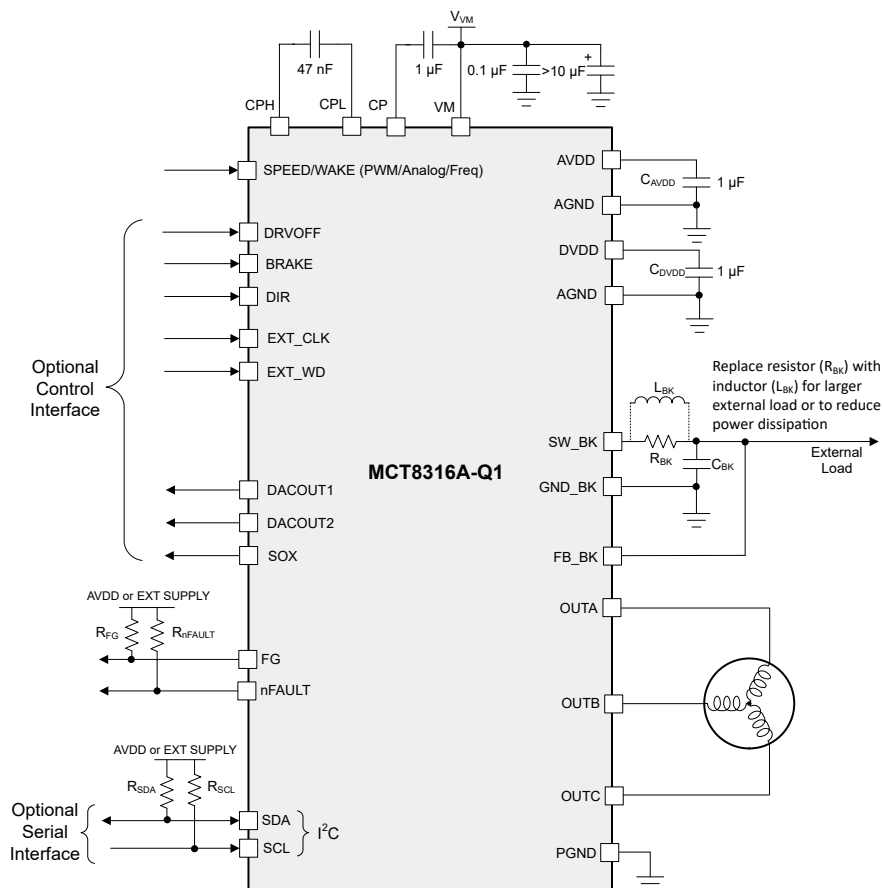 V_VM
47 nF
1 µF
0.1 µF
>10 µF
+
CPH
CPL
CP
VM
SPEED/WAKE (PWM/Analog/Freq)
DRVOFF
BRAKE
DIR
EXT_CLK
EXT_WD
Optional
Control
Interface
DACOUT1
DACOUT2
SOX
AVDD or EXT SUPPLY
R_FG
R_nFAULT
FG
nFAULT
AVDD or EXT SUPPLY
R_SDA
R_SCL
Optional
Serial
Interface
SDA
SCL
I²C
MCT8316A-Q1
AVDD
C_AVDD
1 µF
AGND
DVDD
C_DVDD
1 µF
AGND
Replace resistor (R_BK) with
inductor (L_BK) for larger
external load or to reduce
power dissipation
L_BK
SW_BK
R_BK
C_BK
External
Load
GND_BK
FB_BK
OUTA
OUTB
OUTC
PGND